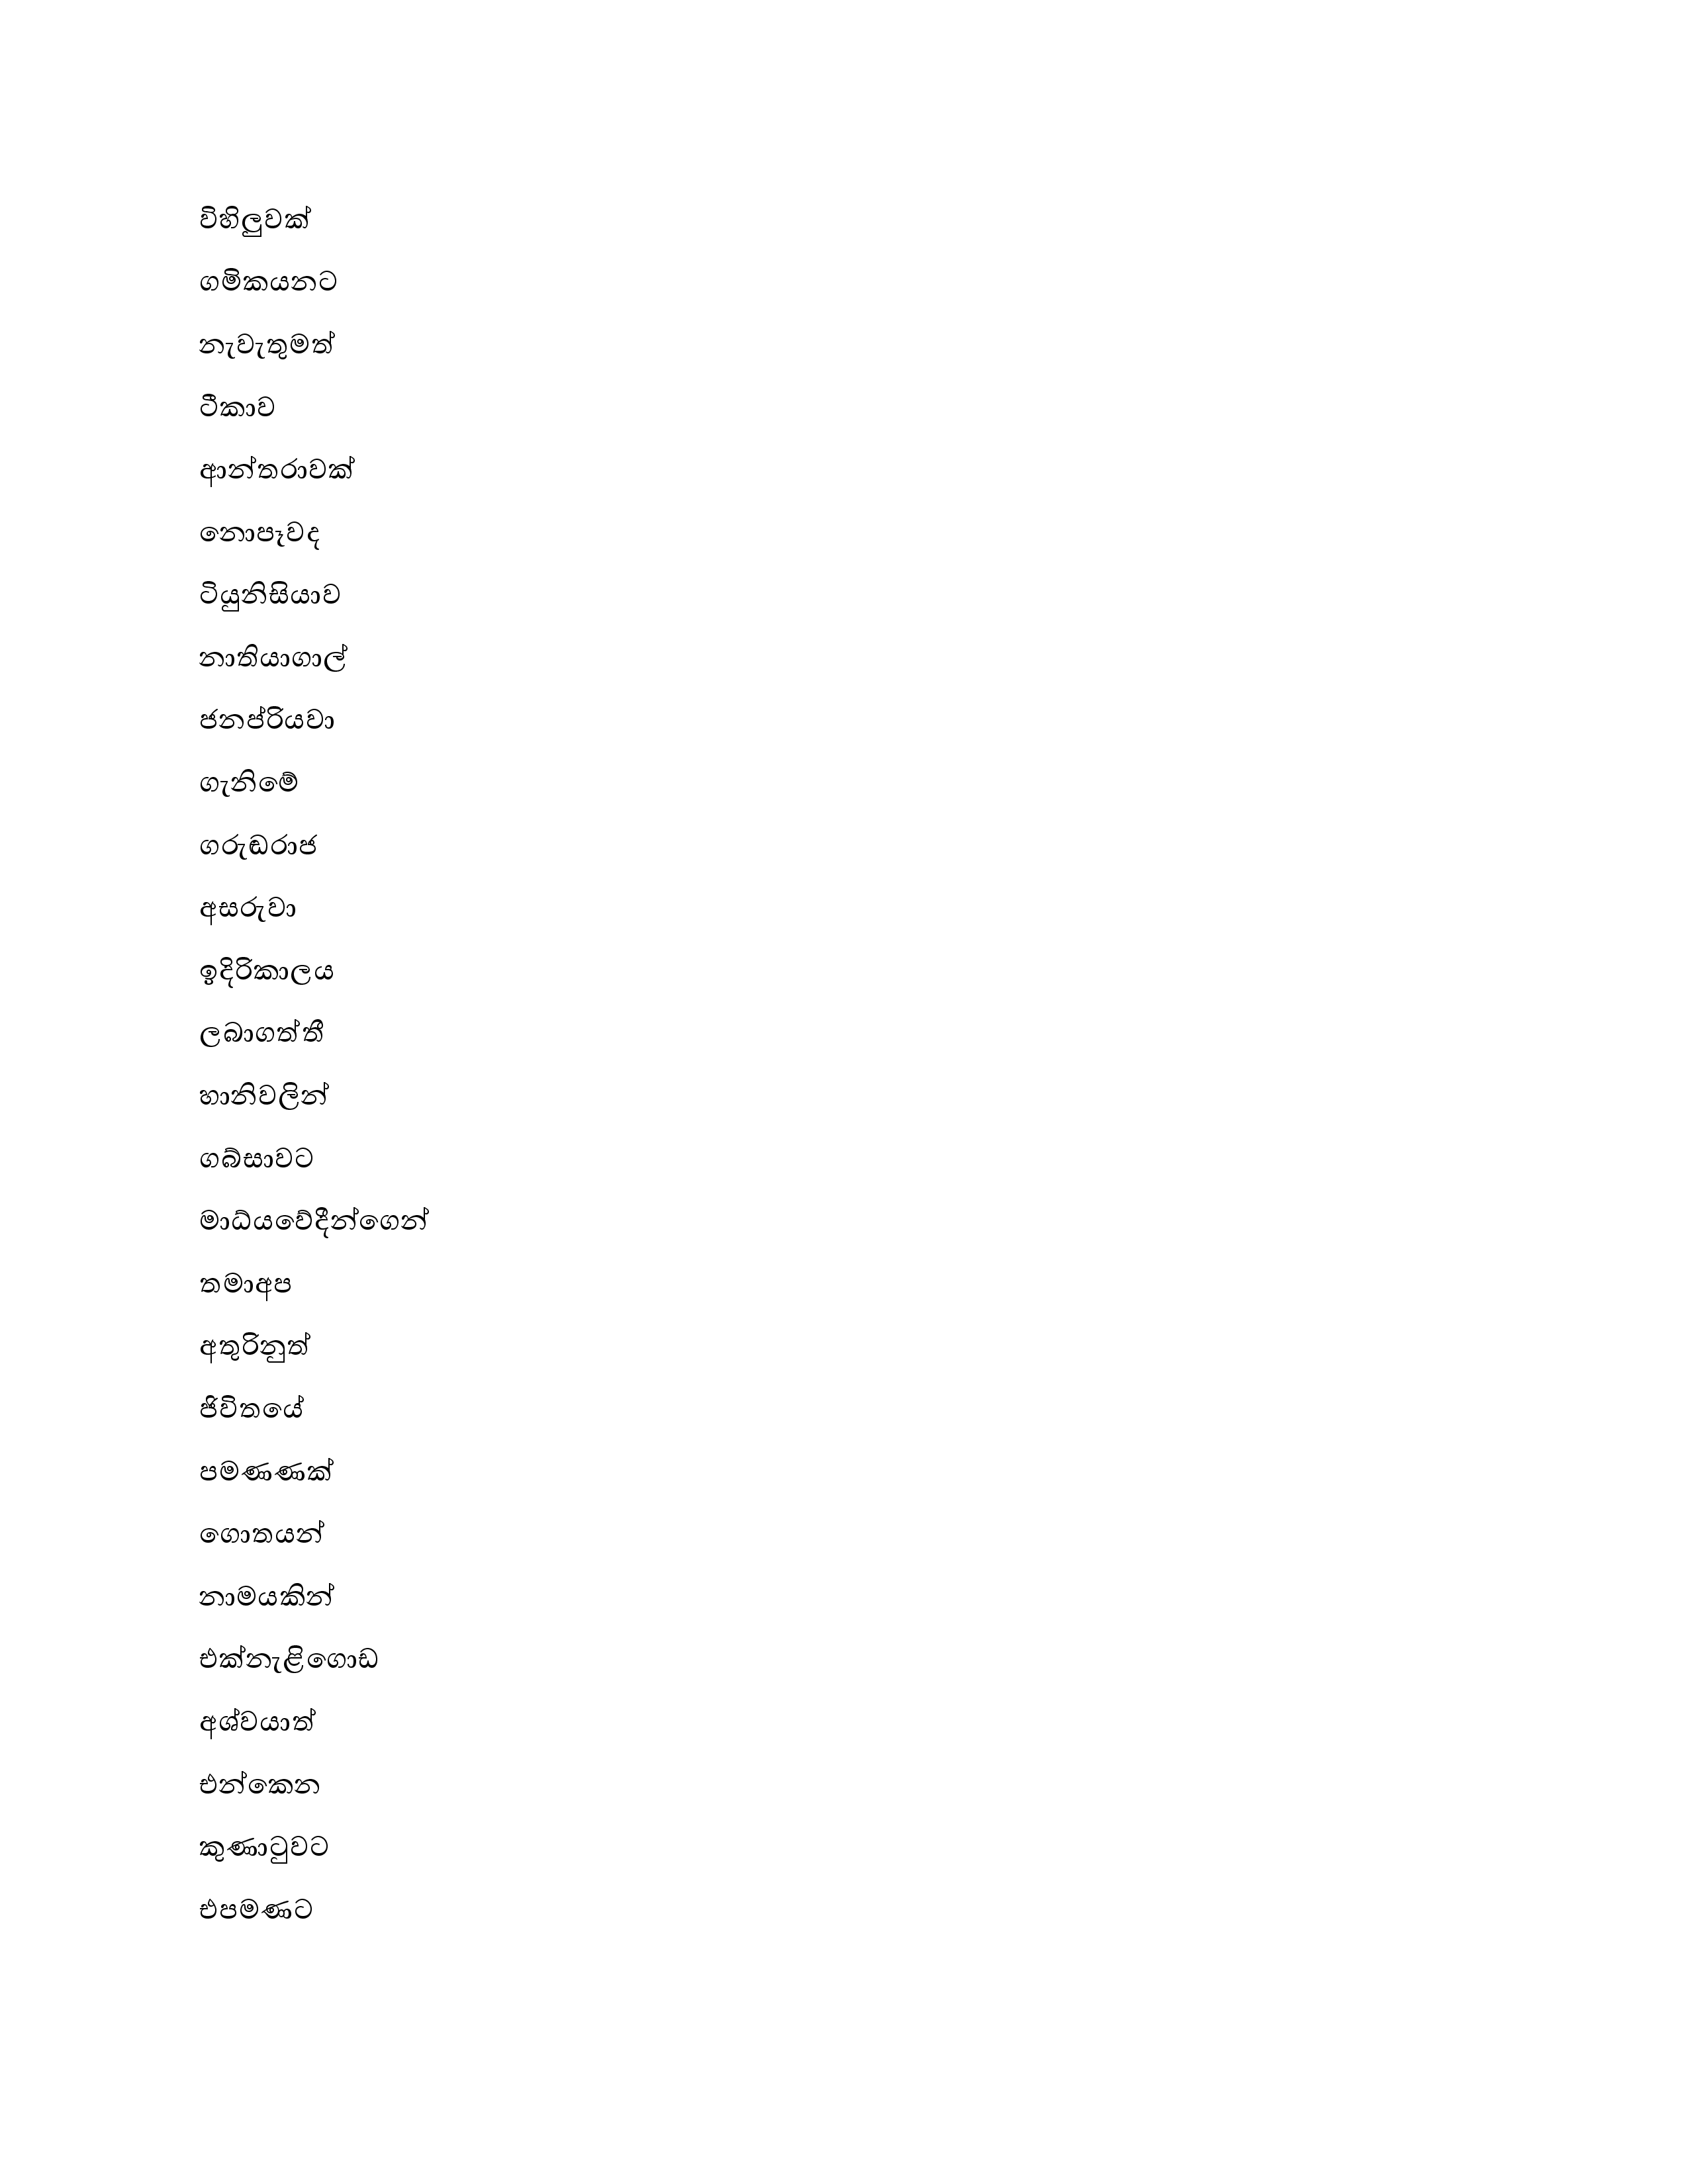 විහිලුවක්
ගමිකයනට
නැවැතුමත්
ටීකාව
ආන්තරාවක්
නොපෑවද
ටියුනිසියාව
නාතියාගාල්
ජනප්රියවා
ගැනිමේ
ගරුඬරාජ
අසරුවා
ඉදිරිකාලය
ලබාගත්තී
හානිවලින්
ගබ්සාවට
මාධ්යවේදීන්ගෙන්
තමාඅප
අතුරිනුත්
ජිවිතයේ
පමණණක්
ගොතයන්
නාමයකින්
එක්නැළිගොඩ
අශ්වයාත්
එන්කෙන
කුණාටුවට
එපමණට